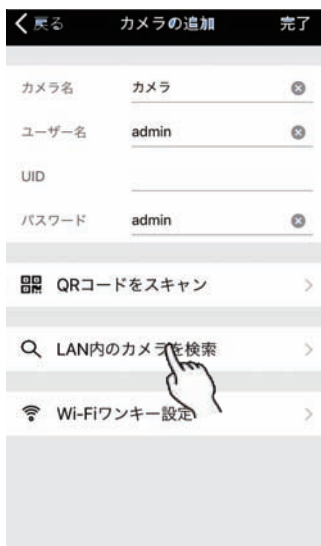 戻る カメラの追加 完了
カメラ名 カメラ
ユーザー名 admin
UID
パスワード admin
QRコードをスキャン
LAN内のカメラを検索
Wi-Fiワンキー設定